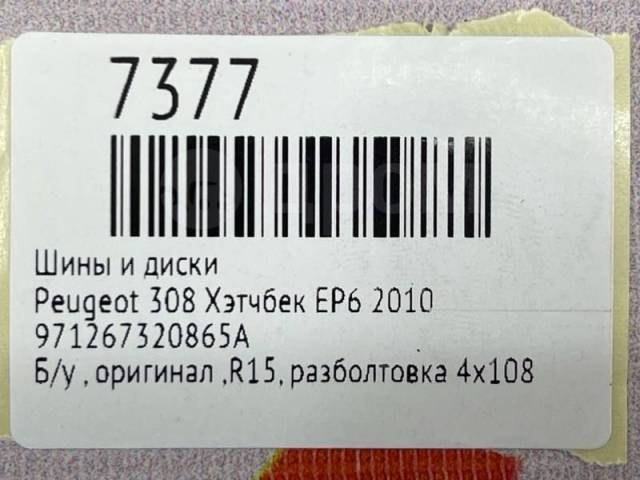 7377
Шины и диски
Peugeot 308 Хэтчбек EP6 2010
971267320865A
Б/у , оригинал ,R15, разболтовка 4x108